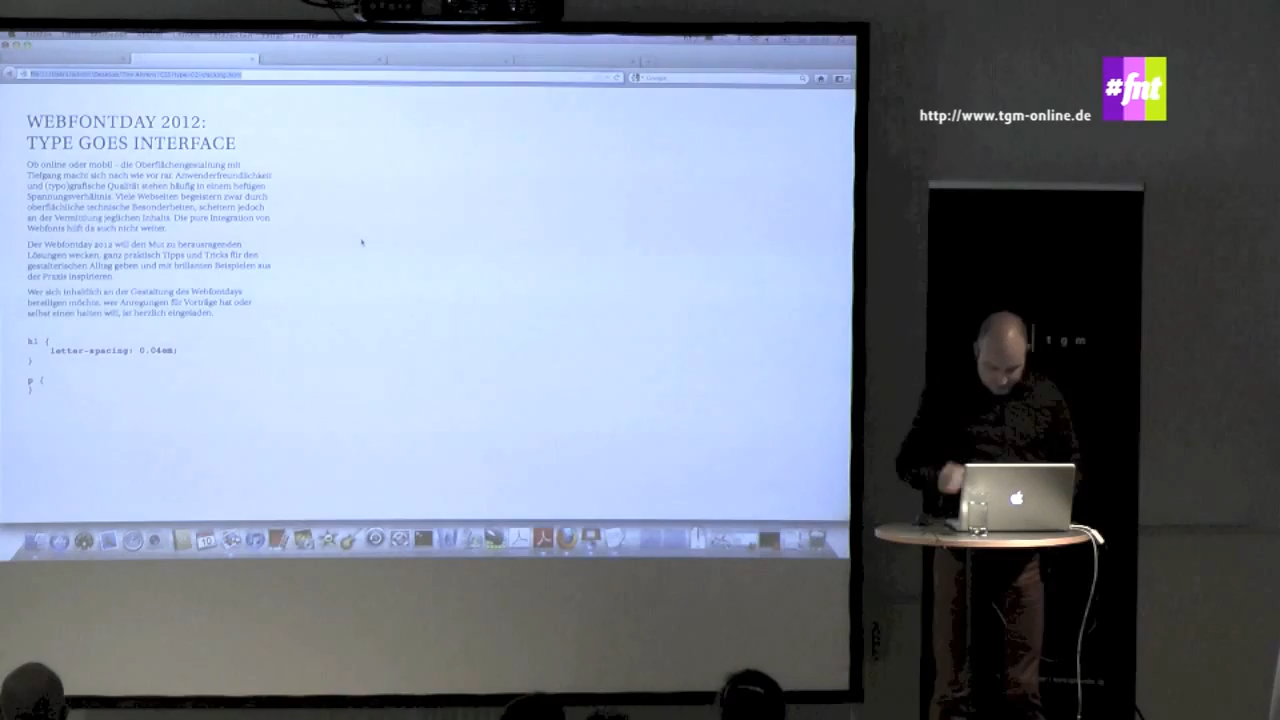 #fnt
http://www.tgm-online.de
Google
WEBFONTDAY 2012:
TYPE GOES INTERFACE
Ob online oder mobil – die Oberflächengestaltung mit
Tiefgang macht sich nach wie vor rar. Anwenderfreundlichkeit
und (typo)grafische Qualität stehen häufig in einem heftigen
Spannungsverhältnis. Viele Webseiten begeistern zwar durch
oberflächliche technische Besonderheiten, scheitern jedoch
an der Vermittlung jeglichen Inhalts. Die pure Integration von
Webfonts hilft da auch nicht weiter.
Der Webfontday 2012 will den Mut zu herausragenden
Lösungen wecken, ganz praktisch Tipps und Tricks für den
gestalterischen Alltag geben und mit brillanten Beispielen aus
der Praxis inspirieren.
Wer sich inhaltlich an der Gestaltung des Webfontdays
beteiligen möchte, wer Anregungen für Vorträge hat oder
selbst einen halten will, ist herzlich eingeladen.
h1 {
letter-spacing: 0.04em;
}
p {
}
tgm